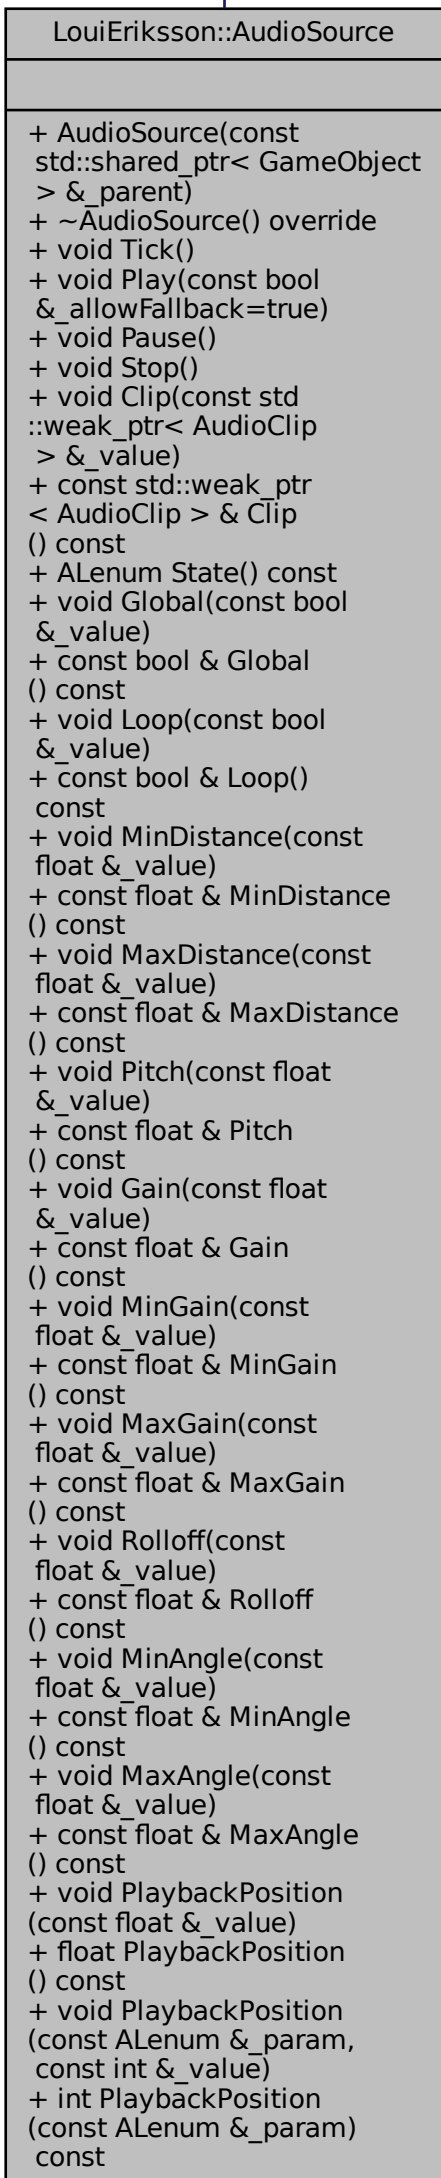 LouiEriksson::AudioSource
+ AudioSource(const
std::shared_ptr< GameObject
> &_parent)
+ ~AudioSource() override
+ void Tick()
+ void Play(const bool
&_allowFallback=true)
+ void Pause()
+ void Stop()
+ void Clip(const std
::weak_ptr< AudioClip
> &_value)
+ const std::weak_ptr
< AudioClip > & Clip
() const
+ ALenum State() const
+ void Global(const bool
&_value)
+ const bool & Global
() const
+ void Loop(const bool
&_value)
+ const bool & Loop()
const
+ void MinDistance(const
float &_value)
+ const float & MinDistance
() const
+ void MaxDistance(const
float &_value)
+ const float & MaxDistance
() const
+ void Pitch(const float
&_value)
+ const float & Pitch
() const
+ void Gain(const float
&_value)
+ const float & Gain
() const
+ void MinGain(const
float &_value)
+ const float & MinGain
() const
+ void MaxGain(const
float &_value)
+ const float & MaxGain
() const
+ void Rolloff(const
float &_value)
+ const float & Rolloff
() const
+ void MinAngle(const
float &_value)
+ const float & MinAngle
() const
+ void MaxAngle(const
float &_value)
+ const float & MaxAngle
() const
+ void PlaybackPosition
(const float &_value)
+ float PlaybackPosition
() const
+ void PlaybackPosition
(const ALenum &_param,
const int &_value)
+ int PlaybackPosition
(const ALenum &_param)
const